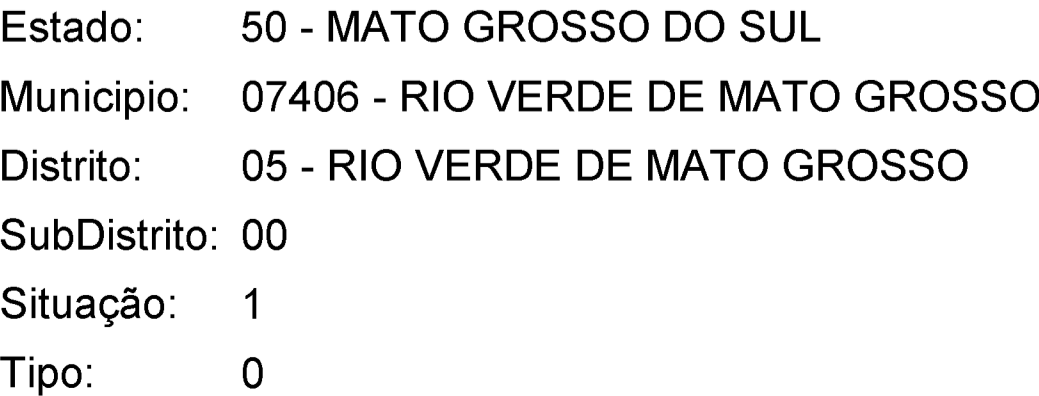 Estado: 50 - MATO GROSSO DO SUL
Municipio: 07406 - RIO VERDE DE MATO GROSSO
Distrito: 05 - RIO VERDE DE MATO GROSSO
SubDistrito: 00
Situação: 1
Tipo: 0